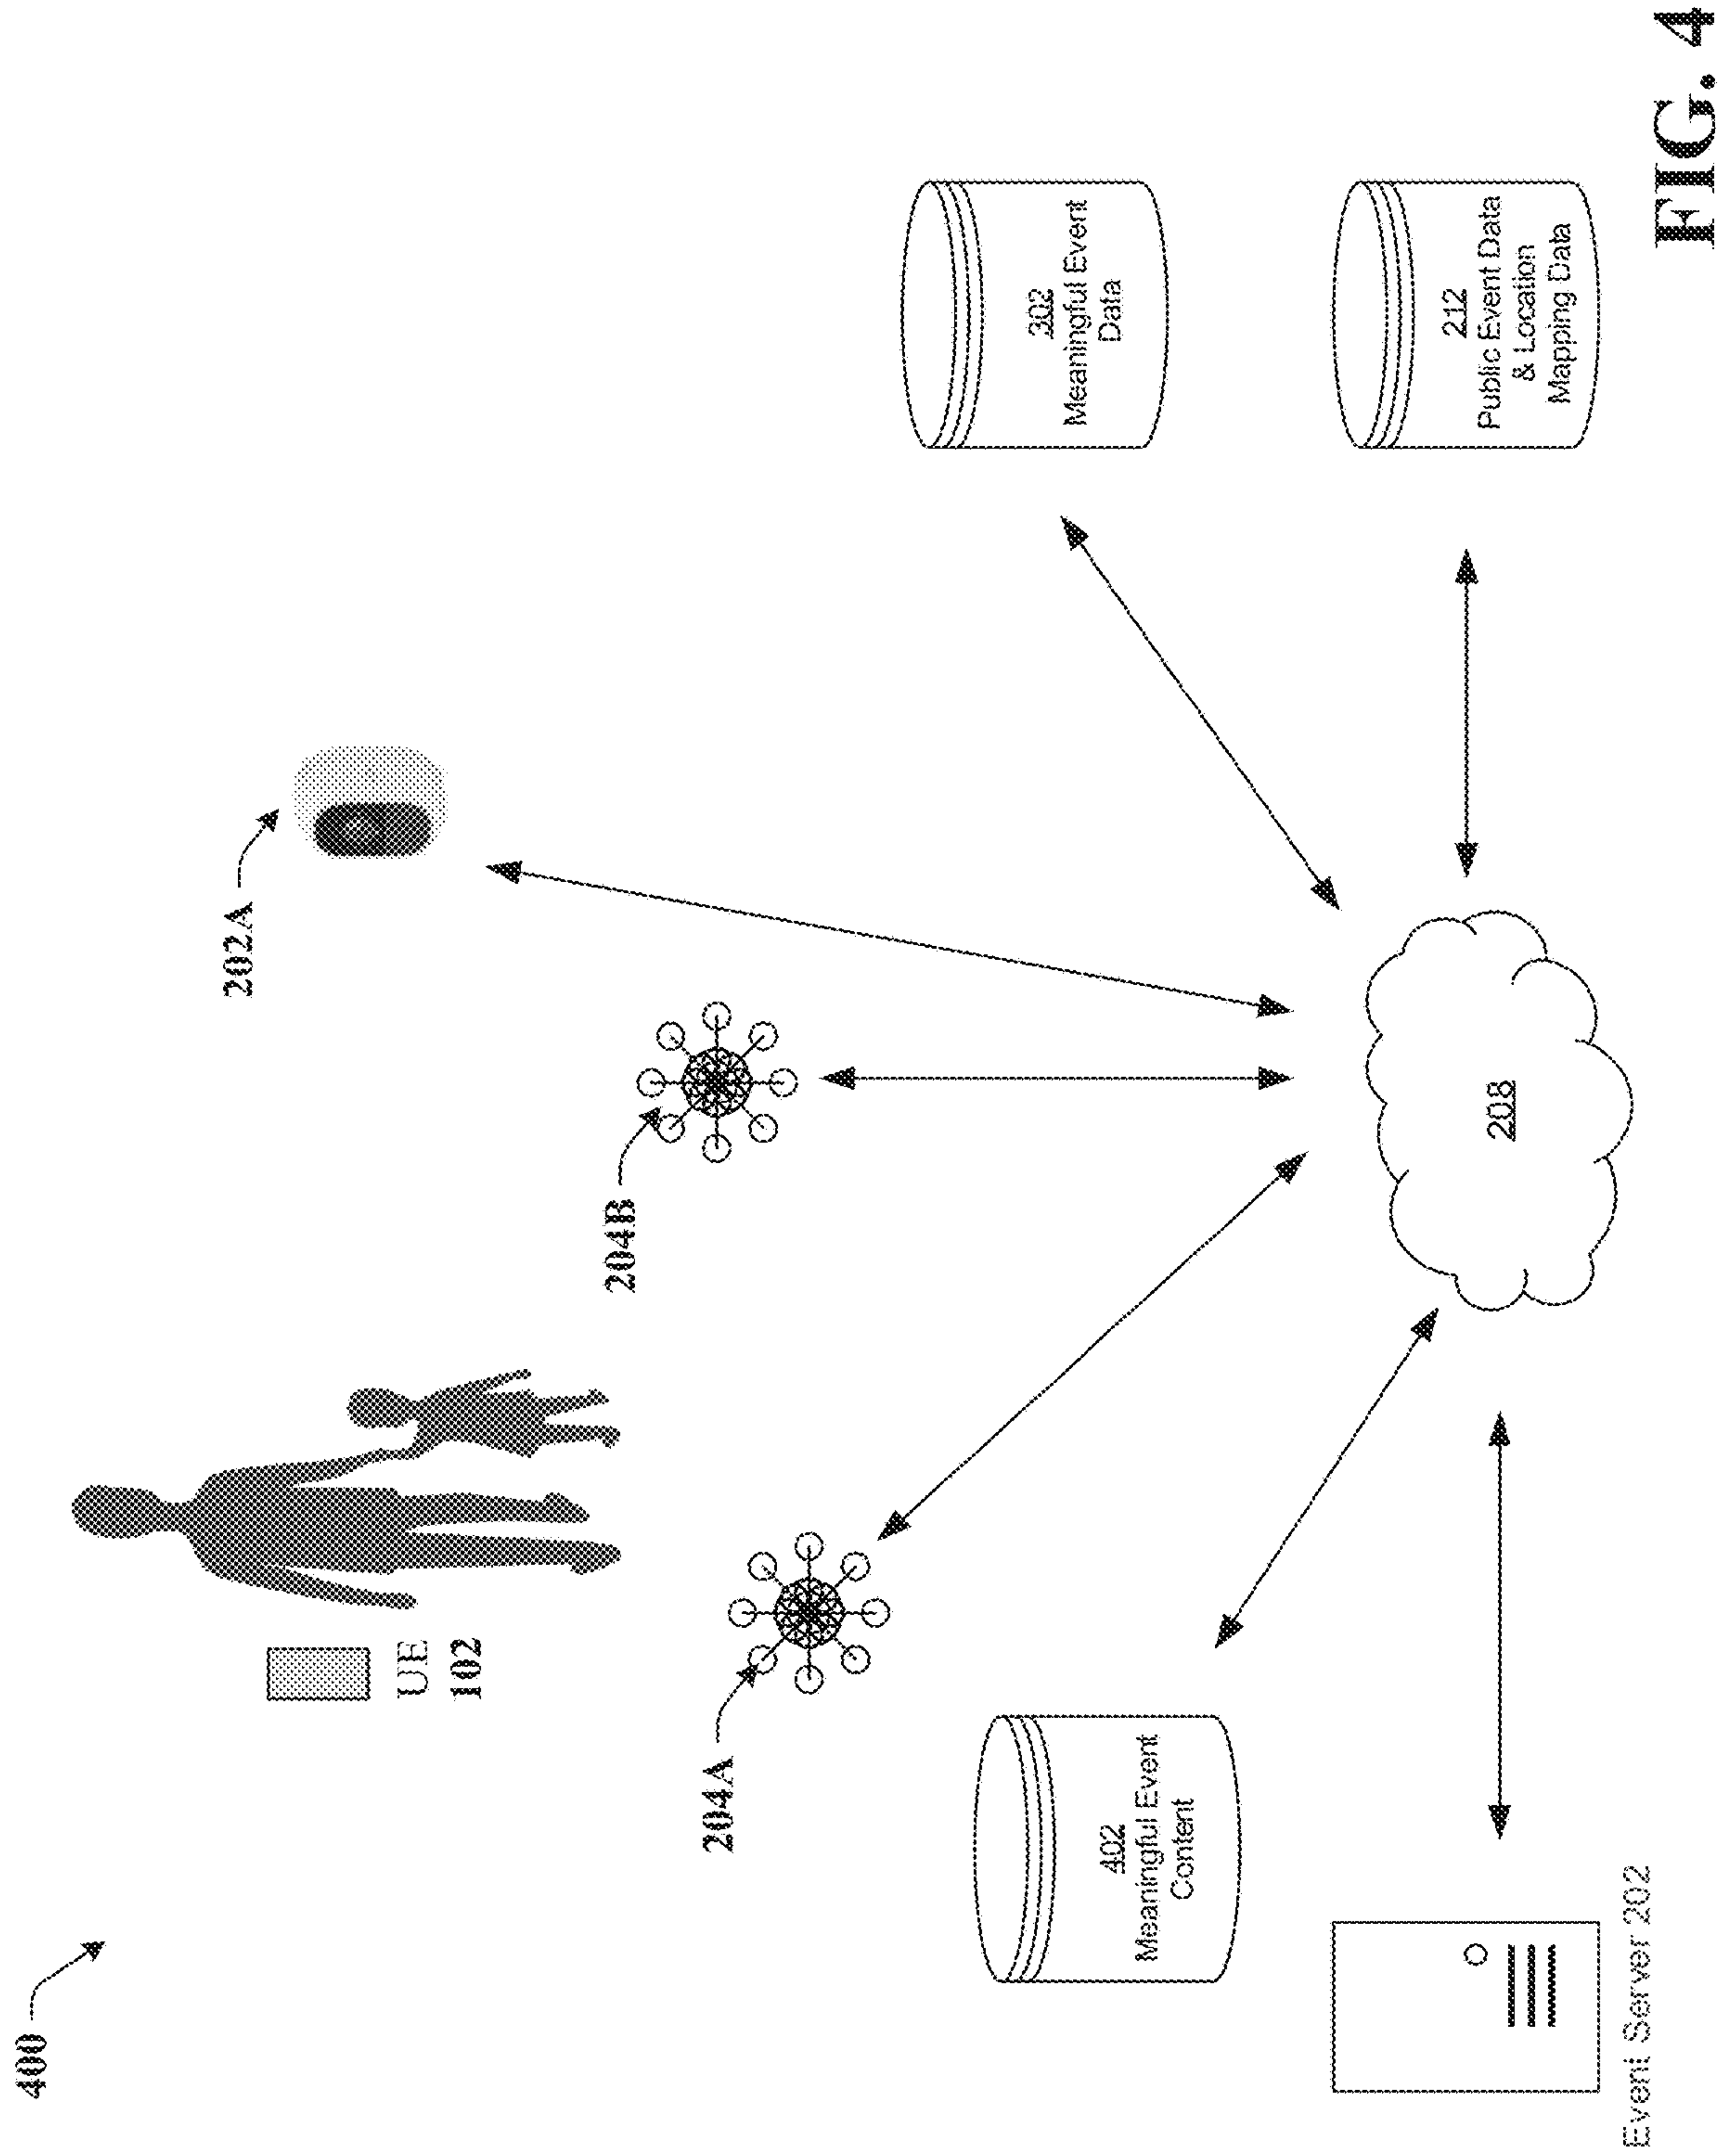 400
UE
102
202A
204B
204A
402
Meaningful Event
Content
302
Meaningful Event
Data
208
212
Public Event Data
& Location
Mapping Data
Event Server 202
FIG. 4